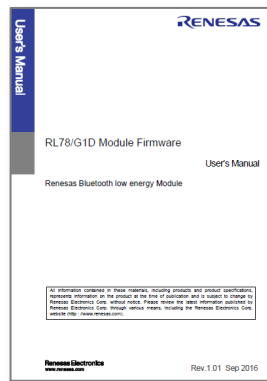 User's Manual
RENESAS
RL78/G1D Module Firmware
User's Manual
Renesas Bluetooth low energy Module
All information contained in these materials, including products and product specifications,
represents information on the product at the time of publication and is subject to change by
Renesas Electronics Corp. without notice. Please review the latest information published by
Renesas Electronics Corp. through various means, including the Renesas Electronics Corp.
website (http://www.renesas.com).
Renesas Electronics
www.renesas.com
Rev.1.01 Sep 2016